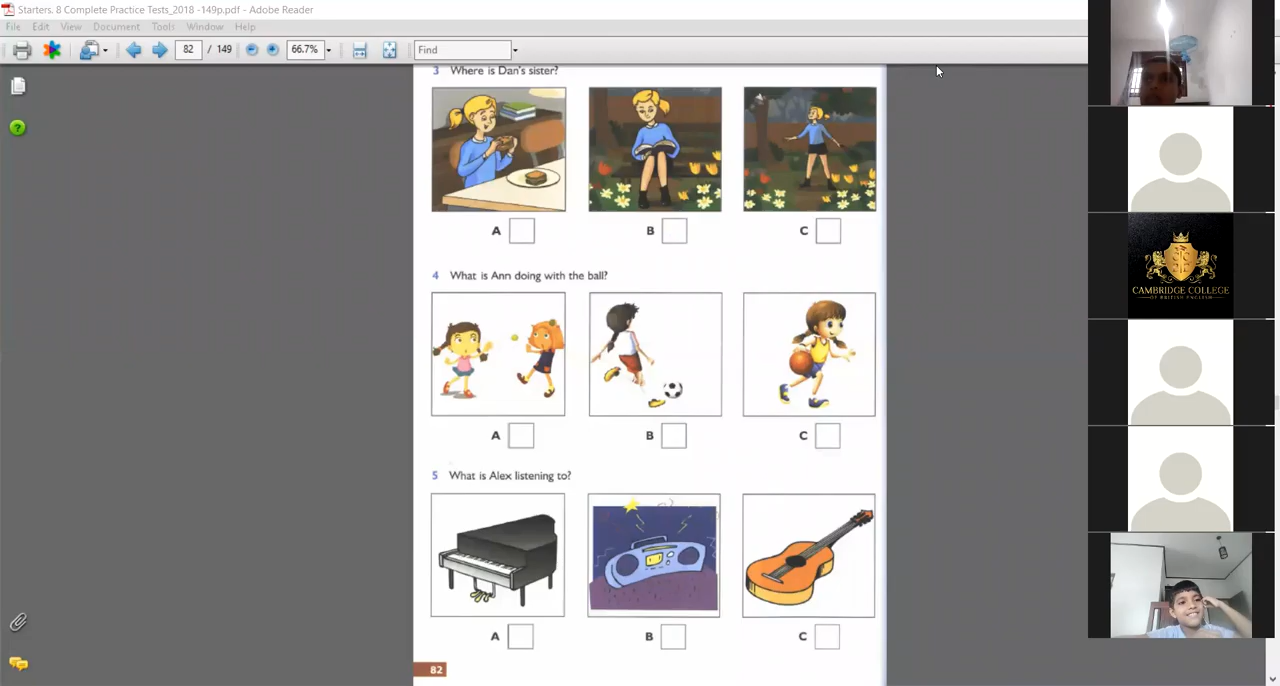 Starters. 8 Complete Practice Tests_2018 -149p.pdf - Adobe Reader
File Edit View Document Tools Window Help
82 / 149 66.7% Find
3 Where is Dan's sister?
A B C
4 What is Ann doing with the ball?
A B C
5 What is Alex listening to?
A B C
82
CAMBRIDGE COLLEGE
OF BRITISH ENGLISH